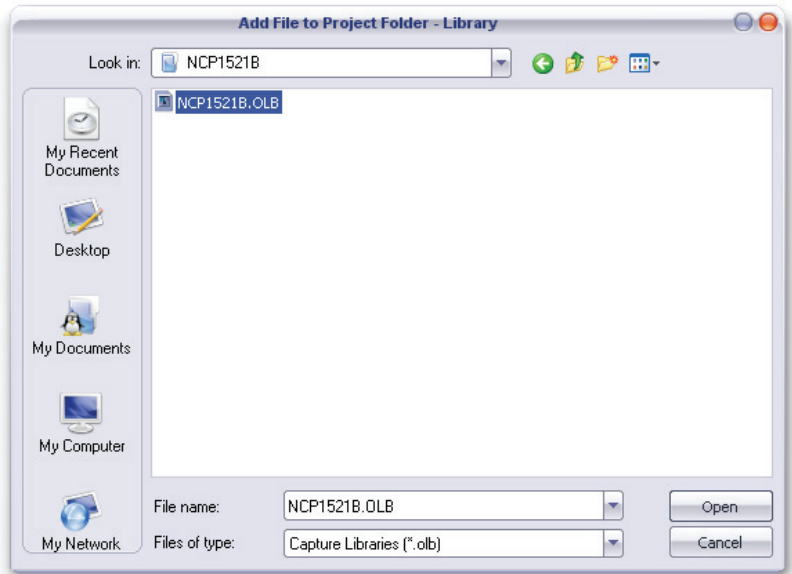 Add File to Project Folder - Library
Look in: NCP1521B
NCP1521B.OLB
My Recent
Documents
Desktop
My Documents
My Computer
My Network
File name: NCP1521B.OLB Open
Files of type: Capture Libraries (*.olb) Cancel